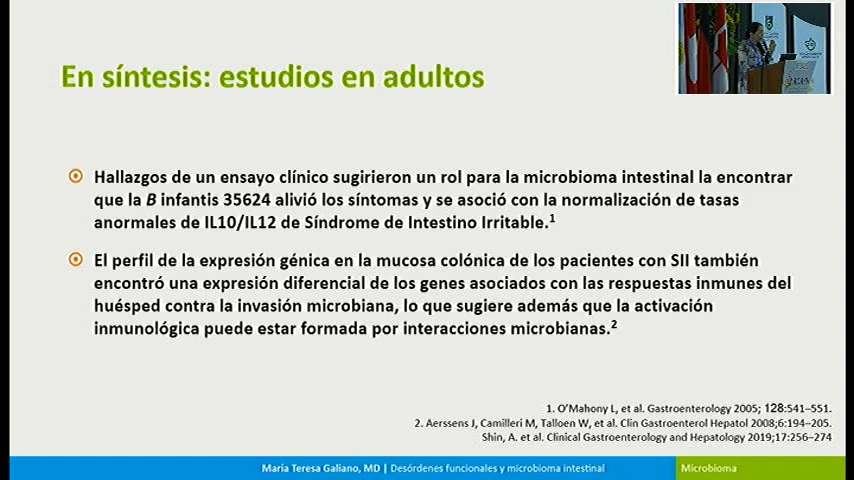 En síntesis: estudios en adultos
Hallazgos de un ensayo clínico sugirieron un rol para la microbioma intestinal la encontrar
que la B infantis 35624 alivió los síntomas y se asoció con la normalización de tasas
anormales de IL10/IL12 de Síndrome de Intestino Irritable.1
El perfil de la expresión génica en la mucosa colónica de los pacientes con SII también
encontró una expresión diferencial de los genes asociados con las respuestas inmunes del
huésped contra la invasión microbiana, lo que sugiere además que la activación
inmunológica puede estar formada por interacciones microbianas.2
1. O'Mahony L, et al. Gastroenterology 2005; 128:541–551.
2. Aerssens J, Camilleri M, Talloen W, et al. Clin Gastroenterol Hepatol 2008;6:194–205.
Shin, A. et al. Clinical Gastroenterology and Hepatology 2019;17:256–274
María Teresa Galiano, MD | Desórdenes funcionales y microbioma intestinal
Microbioma